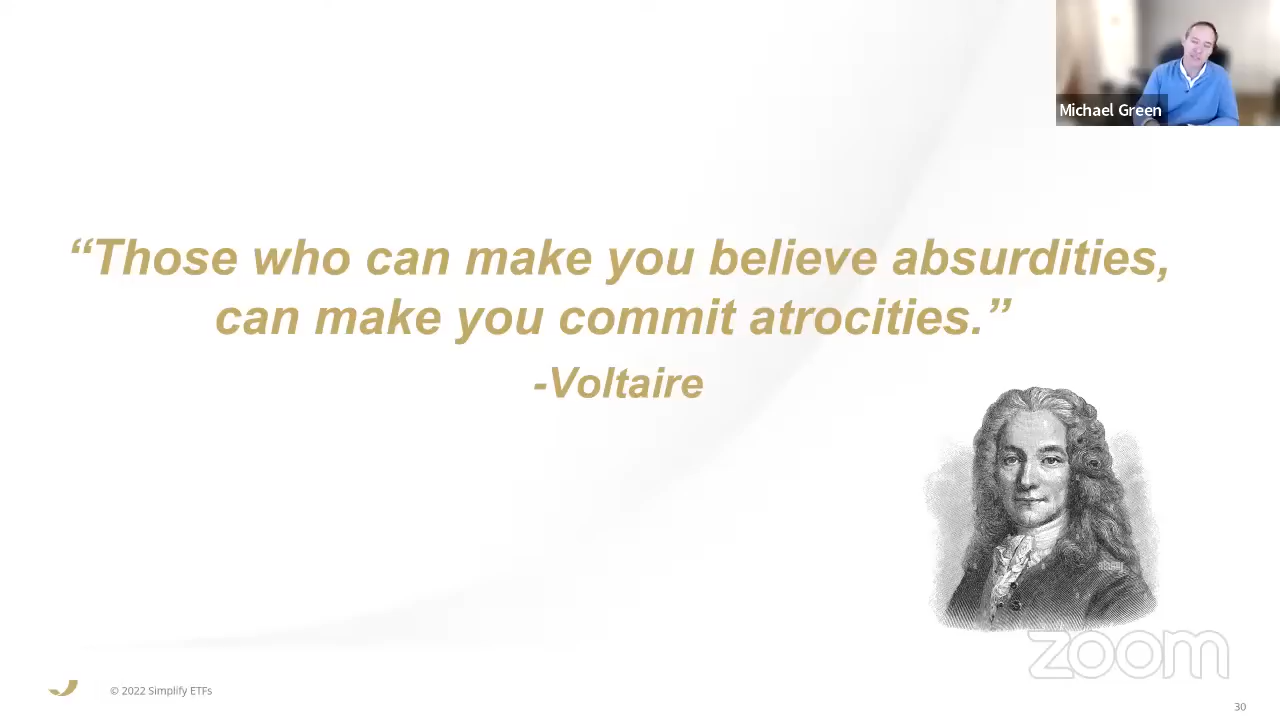 Michael Green
“Those who can make you believe absurdities,
can make you commit atrocities.”
-Voltaire
alamy
zoom
© 2022 Simplify ETFs
30